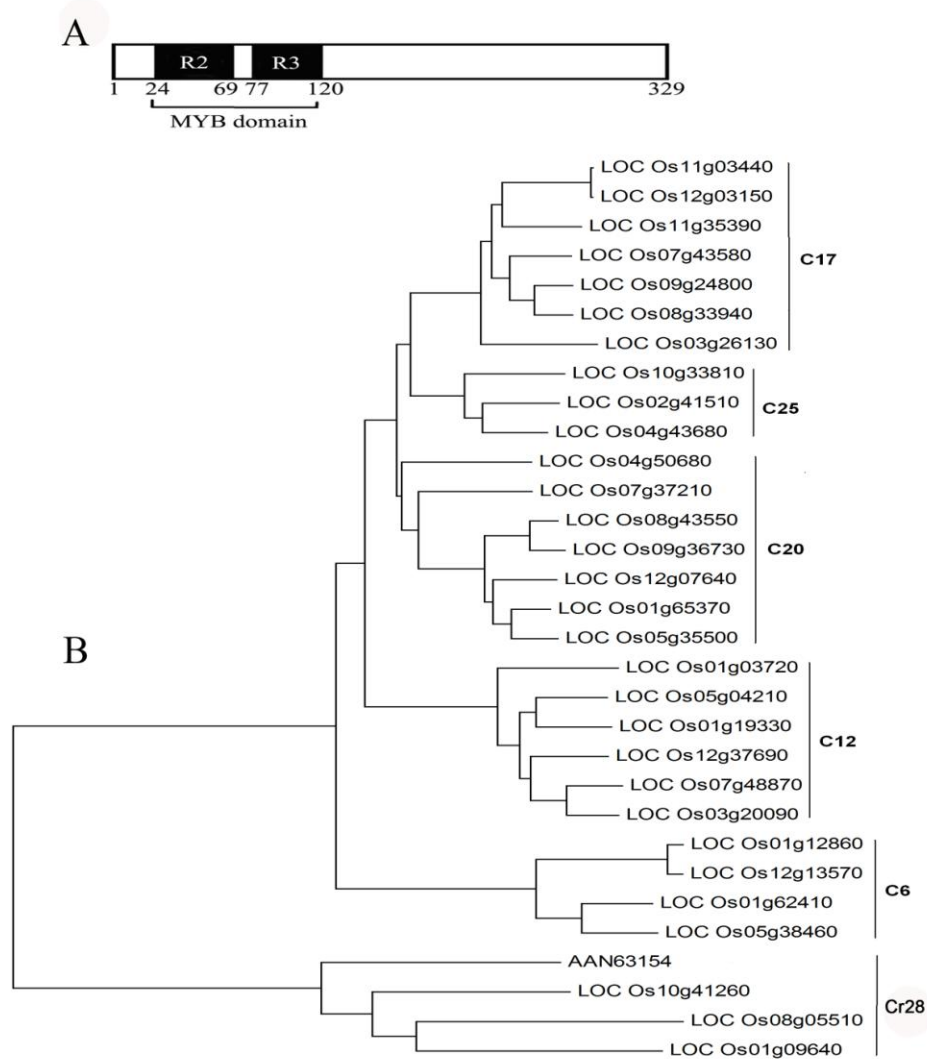 A
R2 R3
1 24 69 77 120 329
MYB domain
LOC Os11g03440
LOC Os12g03150
LOC Os11g35390
LOC Os07g43580
C17
LOC Os09g24800
LOC Os08g33940
LOC Os03g26130
LOC Os10g33810
LOC Os02g41510
C25
LOC Os04g43680
LOC Os04g50680
LOC Os07g37210
LOC Os08g43550
LOC Os09g36730
C20
LOC Os12g07640
LOC Os01g65370
LOC Os05g35500
B
LOC Os01g03720
LOC Os05g04210
LOC Os01g19330
C12
LOC Os12g37690
LOC Os07g48870
LOC Os03g20090
LOC Os01g12860
LOC Os12g13570
C6
LOC Os01g62410
LOC Os05g38460
AAN63154
LOC Os10g41260
Cr28
LOC Os08g05510
LOC Os01g09640